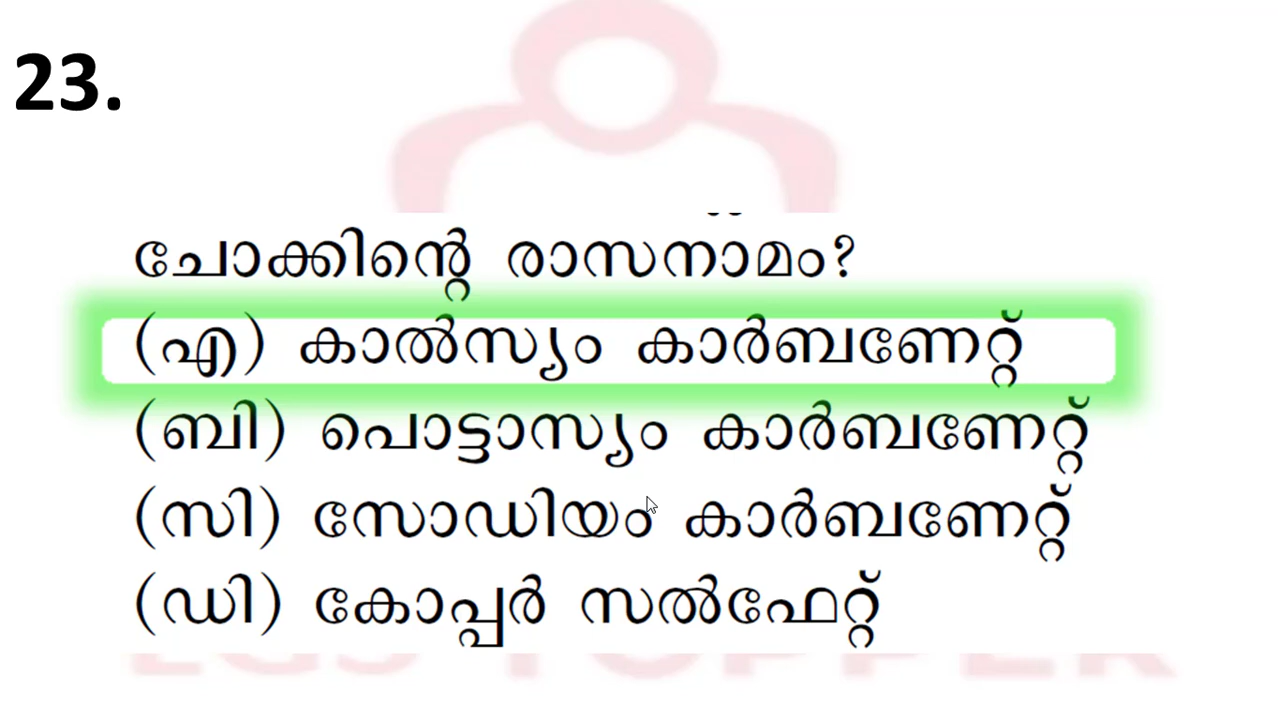 23.
ചോക്കിന്റെ രാസനാമം?
(എ) കാൽസ്യം കാർബണേറ്റ്
(ബി) പൊട്ടാസ്യം കാർബണേറ്റ്
(സി) സോഡിയം കാർബണേറ്റ്
(ഡി) കോപ്പർ സൽഫേറ്റ്